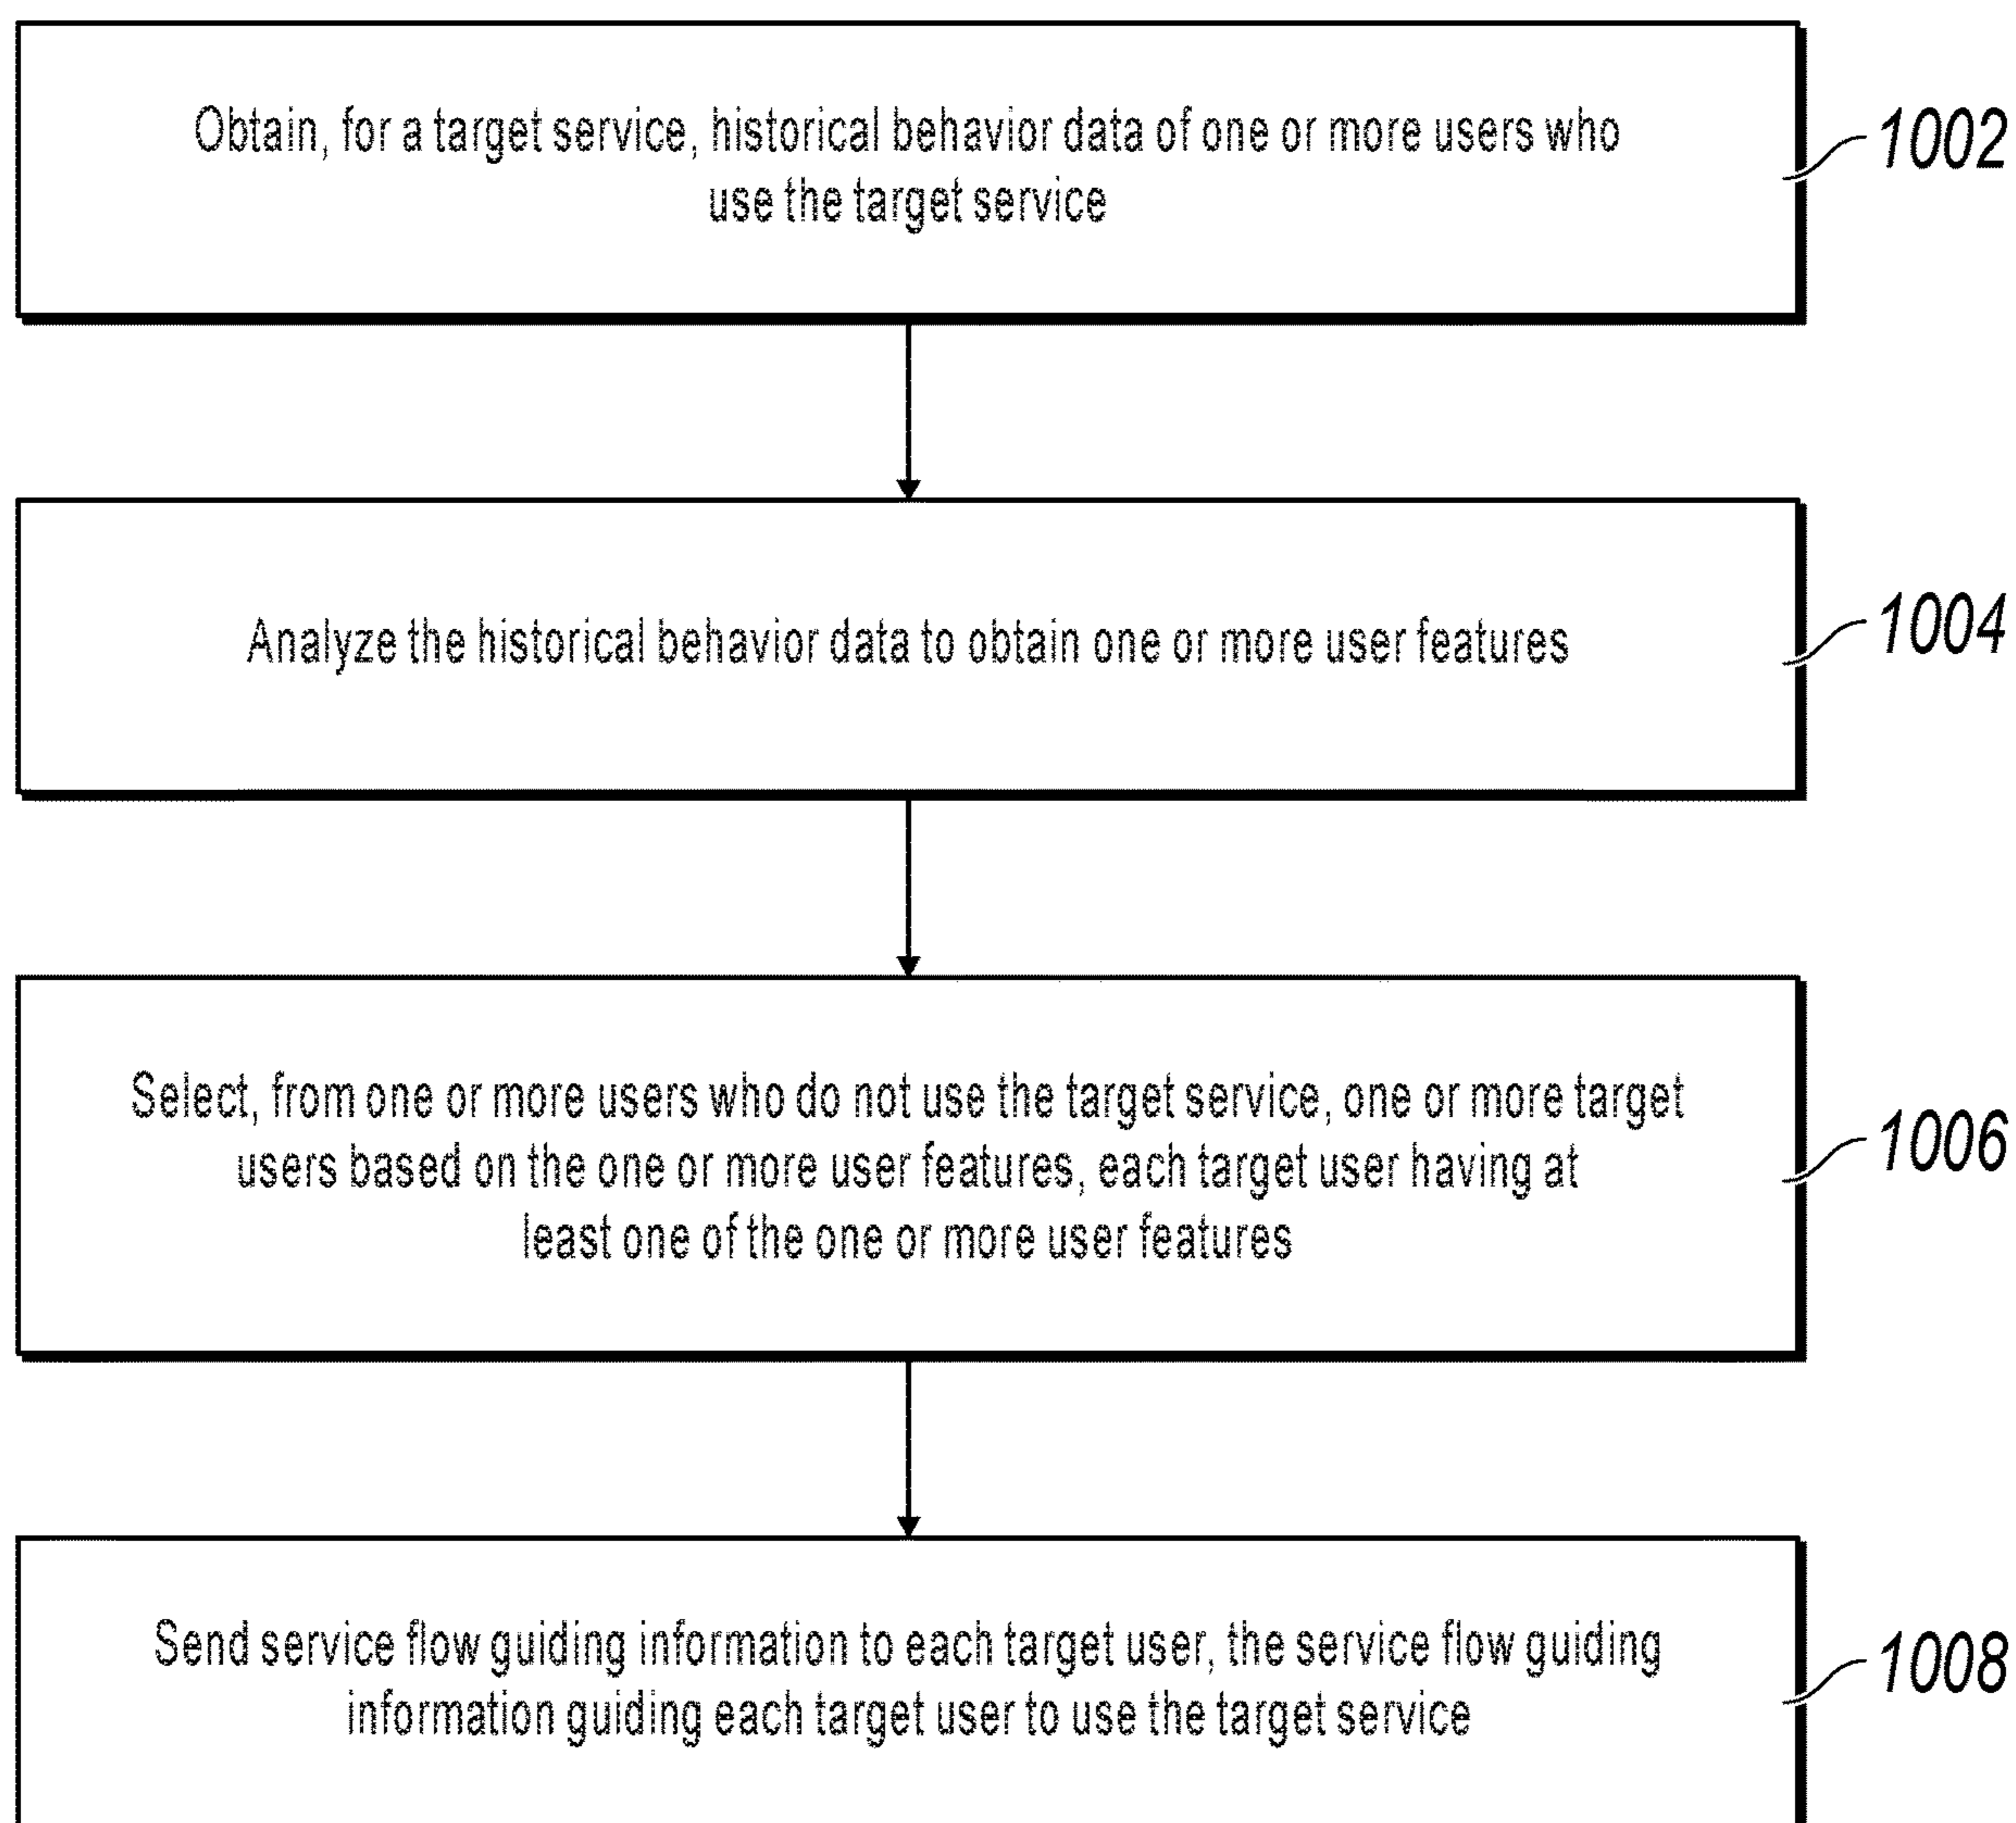 Obtain, for a target service, historical behavior data of one or more users who
use the target service
1002
Analyze the historical behavior data to obtain one or more user features
1004
Select, from one or more users who do not use the target service, one or more target
users based on the one or more user features, each target user having at
least one of the one or more user features
1006
Send service flow guiding information to each target user, the service flow guiding
information guiding each target user to use the target service
1008